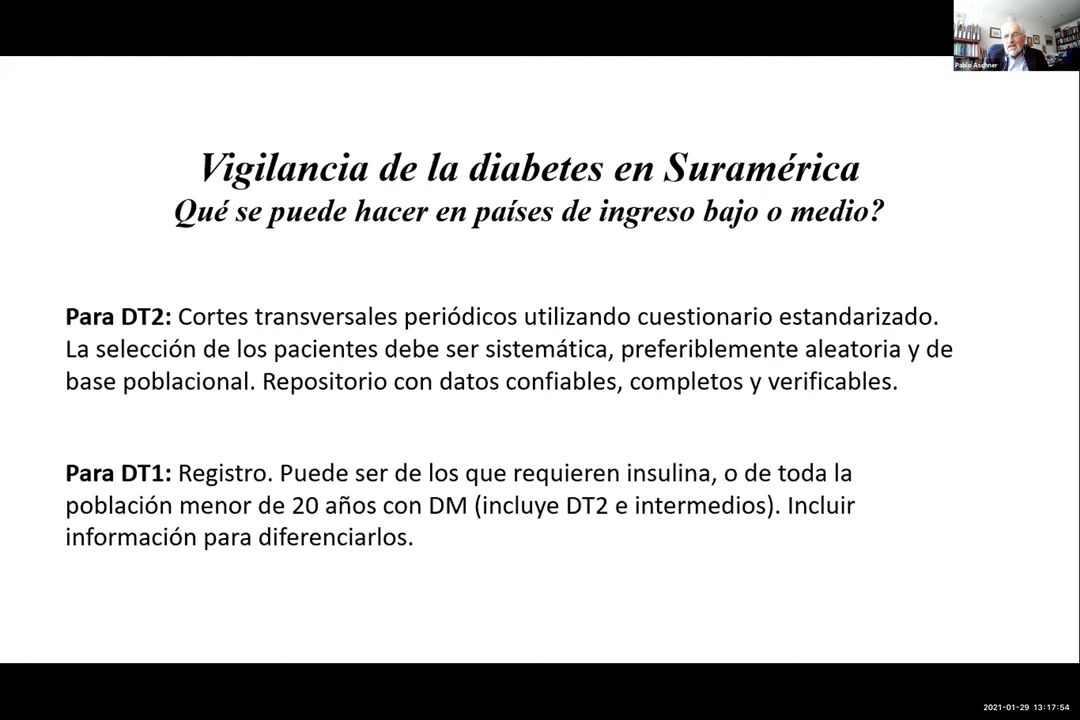 Pablo Aschner
Vigilancia de la diabetes en Suramérica
Qué se puede hacer en países de ingreso bajo o medio?
Para DT2: Cortes transversales periódicos utilizando cuestionario estandarizado.
La selección de los pacientes debe ser sistemática, preferiblemente aleatoria y de
base poblacional. Repositorio con datos confiables, completos y verificables.
Para DT1: Registro. Puede ser de los que requieren insulina, o de toda la
población menor de 20 años con DM (incluye DT2 e intermedios). Incluir
información para diferenciarlos.
2021-01-29 13:17:54